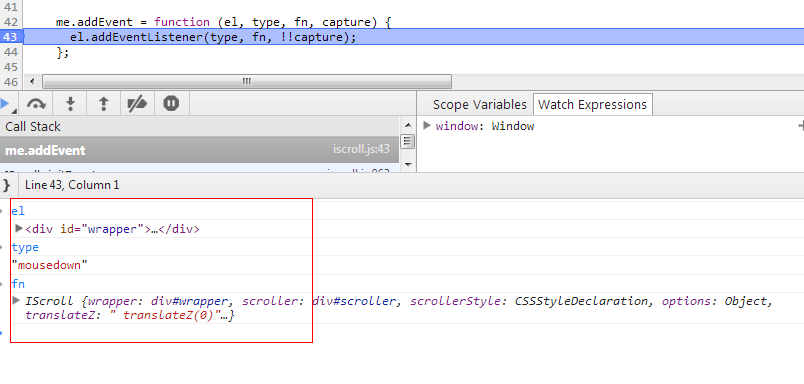 41
42 me.addEvent = function (el, type, fn, capture) {
43 el.addEventListener(type, fn, !!capture);
44 };
45
46
Scope Variables Watch Expressions
Call Stack
window: Window
me.addEvent iscroll.js:43
Line 43, Column 1
el
<div id="wrapper">…</div>
type
"mousedown"
fn
IScroll {wrapper: div#wrapper, scroller: div#scroller, scrollerStyle: CSSStyleDeclaration, options: Object,
translateZ: " translateZ(0)"…}